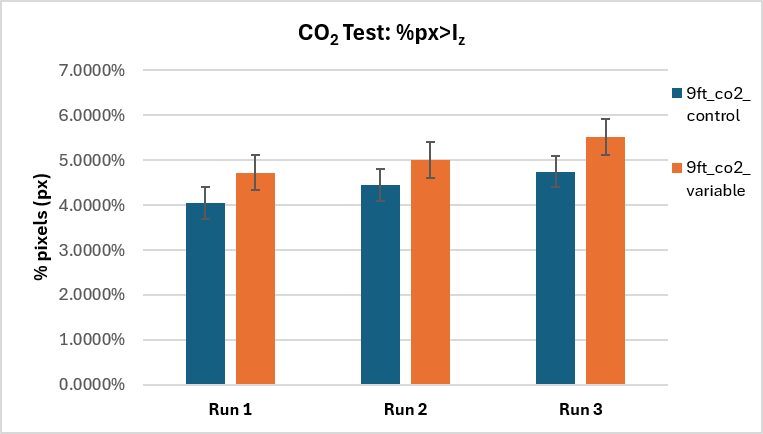 CO₂ Test: %px>I_z
7.0000%
6.0000%
5.0000%
4.0000%
3.0000%
2.0000%
1.0000%
0.0000%
% pixels (px)
Run 1
Run 2
Run 3
9ft_co2_
control
9ft_co2_
variable